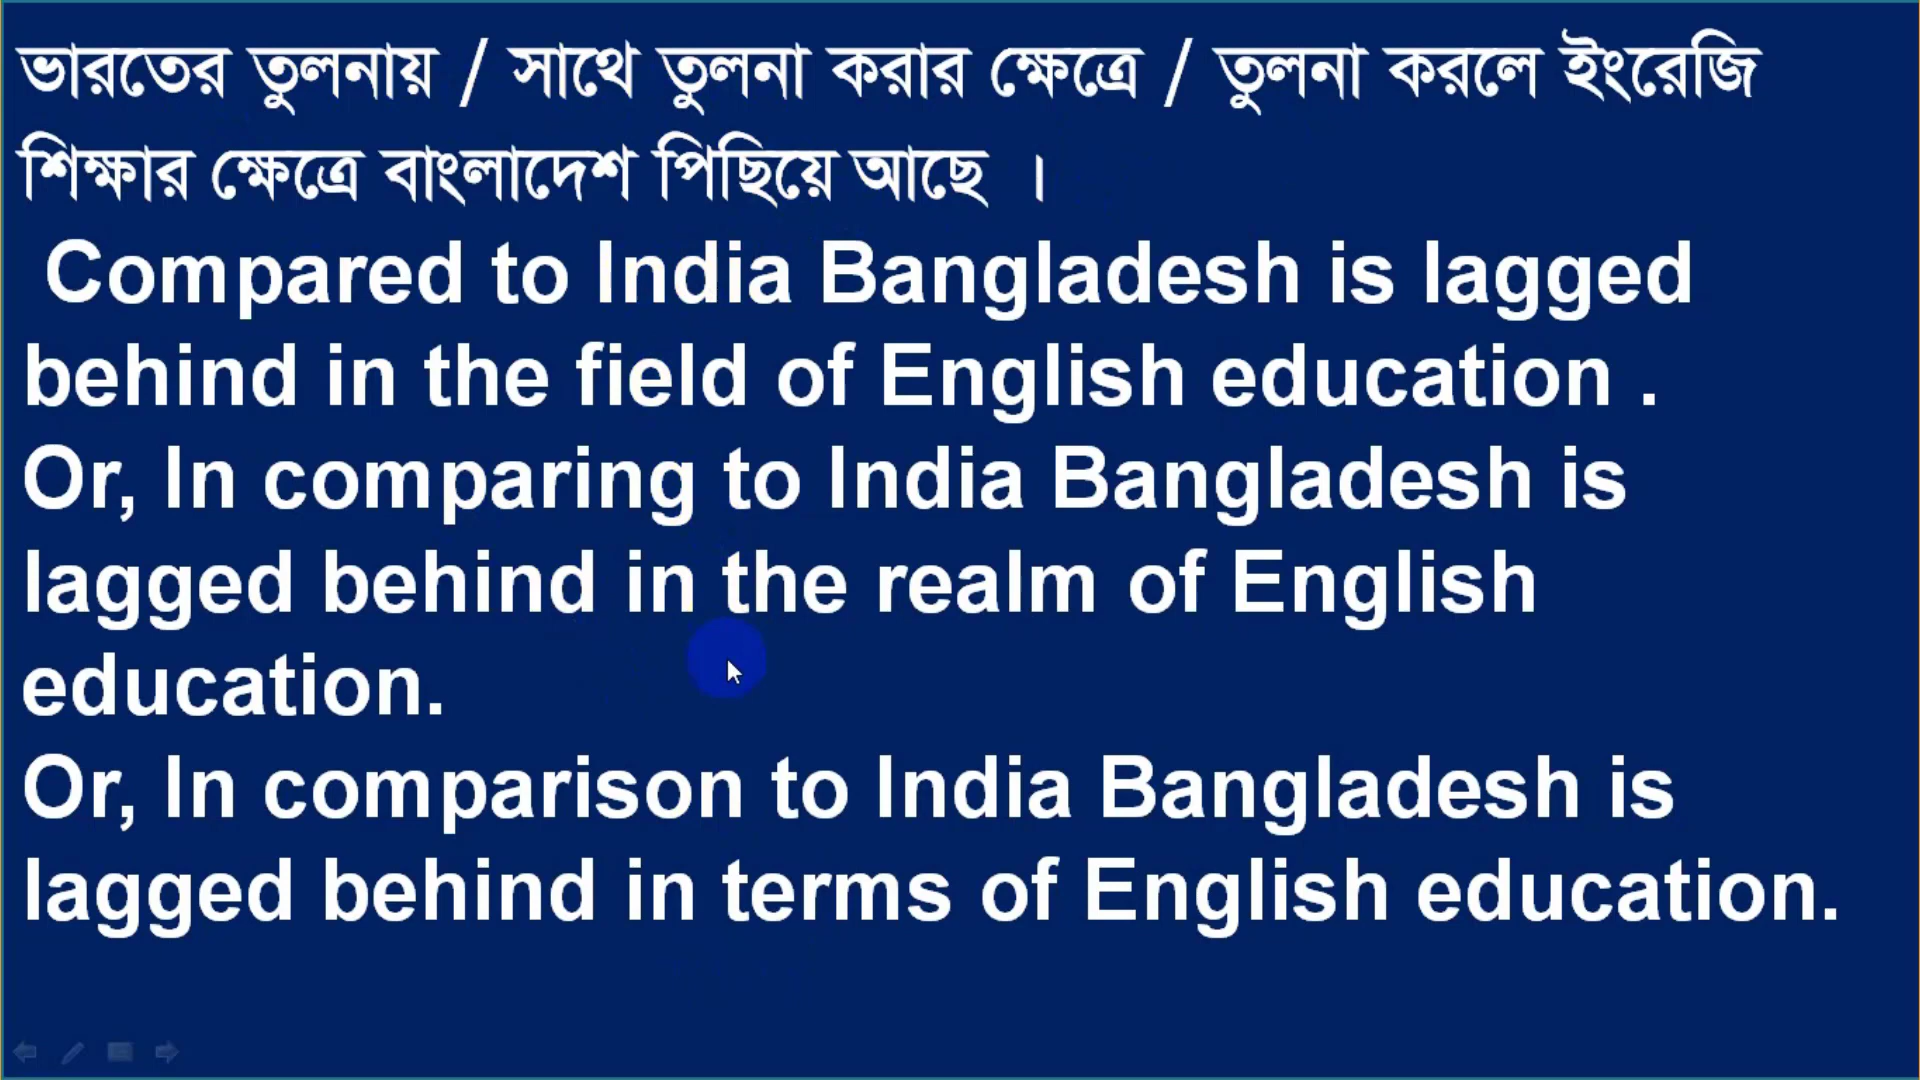 ভারতের তুলনায় / সাথে তুলনা করার ক্ষেত্রে / তুলনা করলে ইংরেজি
শিক্ষার ক্ষেত্রে বাংলাদেশ পিছিয়ে আছে ।
Compared to India Bangladesh is lagged
behind in the field of English education .
Or, In comparing to India Bangladesh is
lagged behind in the realm of English
education.
Or, In comparison to India Bangladesh is
lagged behind in terms of English education.